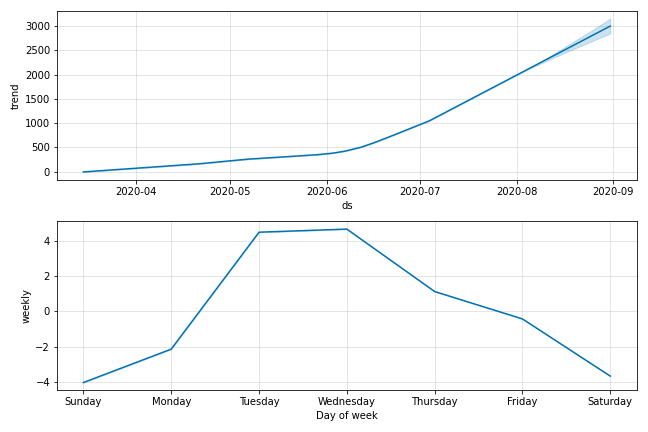 3000
2500
2000
1500
1000
500
0
trend
2020-04 2020-05 2020-06 2020-07 2020-08 2020-09
ds
4
2
0
−2
−4
weekly
Sunday Monday Tuesday Wednesday Thursday Friday Saturday
Day of week